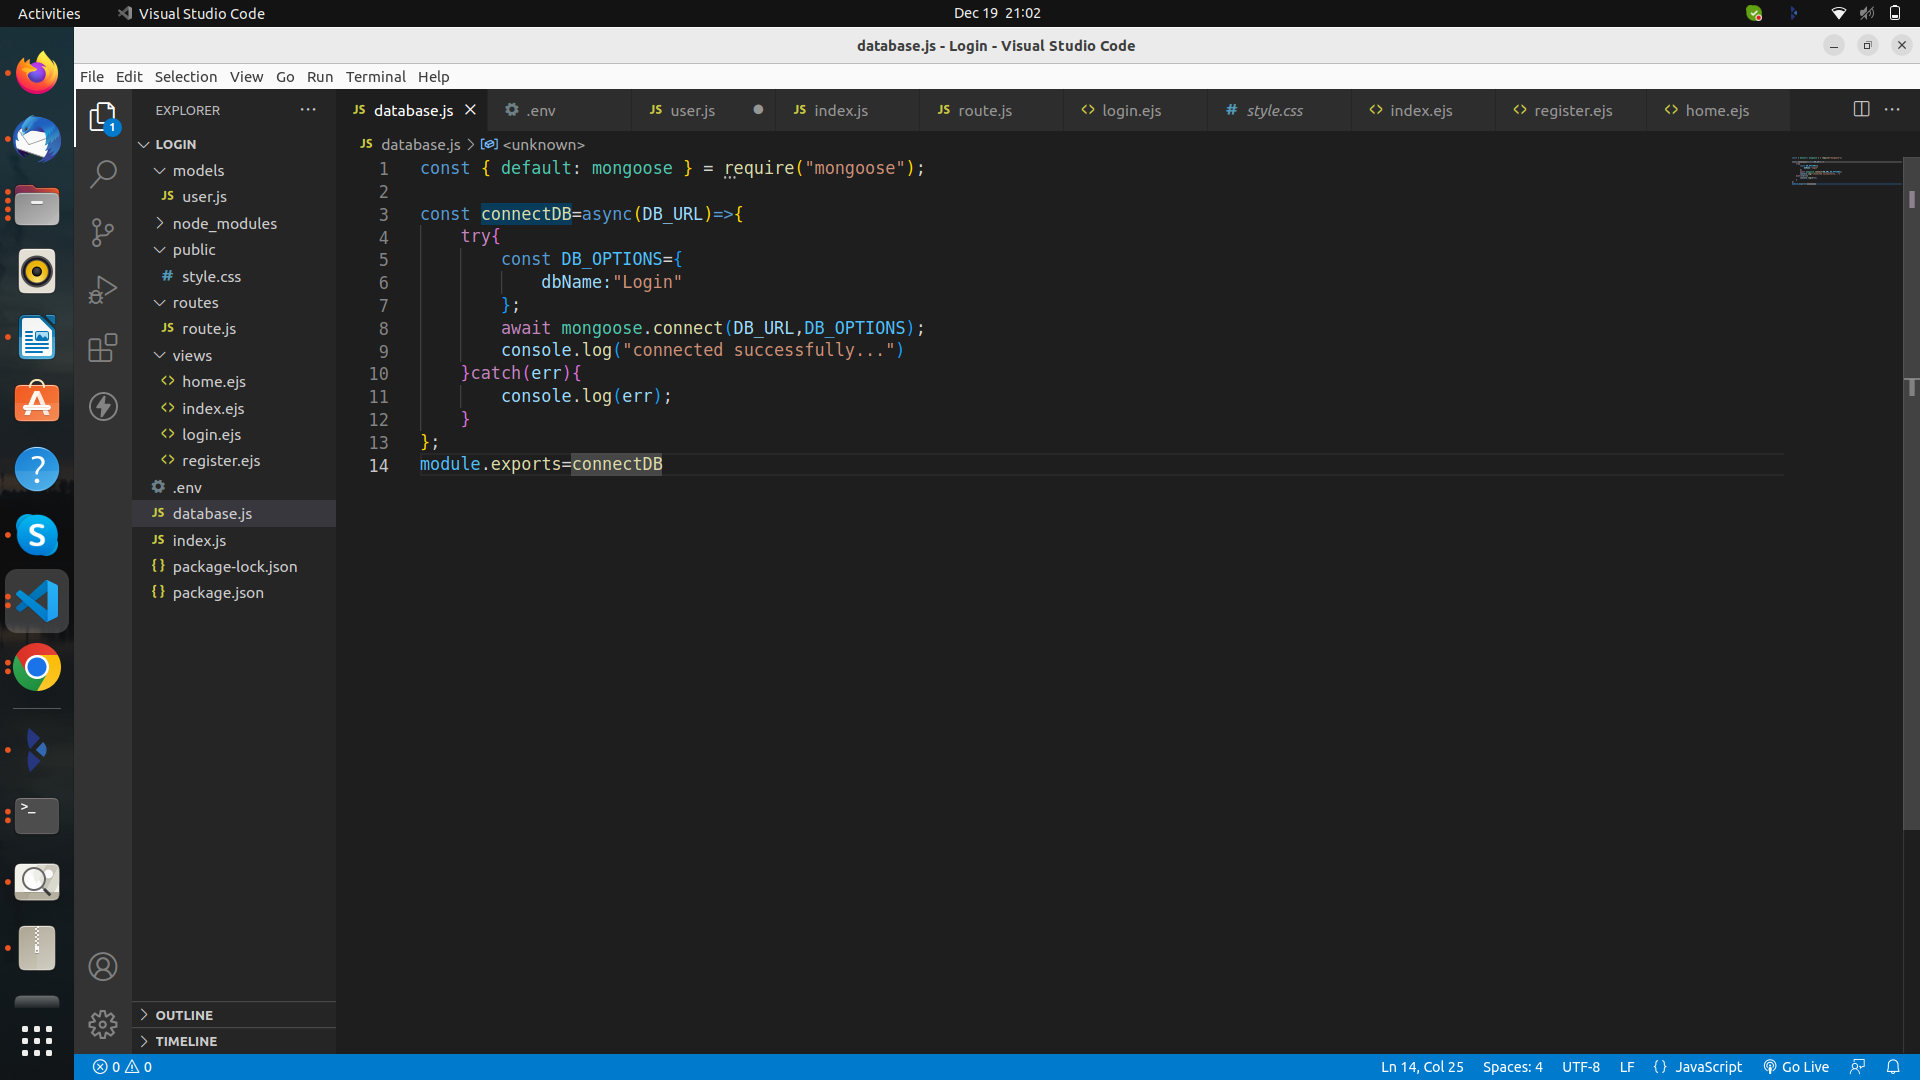 Activities
Visual Studio Code
Dec 19 21:02
database.js - Login - Visual Studio Code
File Edit Selection View Go Run Terminal Help
EXPLORER
LOGIN
models
JS user.js
node_modules
public
# style.css
routes
JS route.js
views
<> home.ejs
<> index.ejs
<> login.ejs
<> register.ejs
.env
JS database.js
JS index.js
{} package-lock.json
{} package.json
OUTLINE
TIMELINE
1
JS database.js
.env
JS user.js
JS index.js
JS route.js
<> login.ejs
# style.css
<> index.ejs
<> register.ejs
<> home.ejs
JS database.js > <unknown>
1 const { default: mongoose } = require("mongoose");
2
3 const connectDB=async(DB_URL)=>{
4 try{
5 const DB_OPTIONS={
6 dbName:"Login"
7 };
8 await mongoose.connect(DB_URL,DB_OPTIONS);
9 console.log("connected successfully...")
10 }catch(err){
11 console.log(err);
12 }
13 };
14 module.exports=connectDB
0 0
Ln 14, Col 25
Spaces: 4
UTF-8
LF
{} JavaScript
Go Live